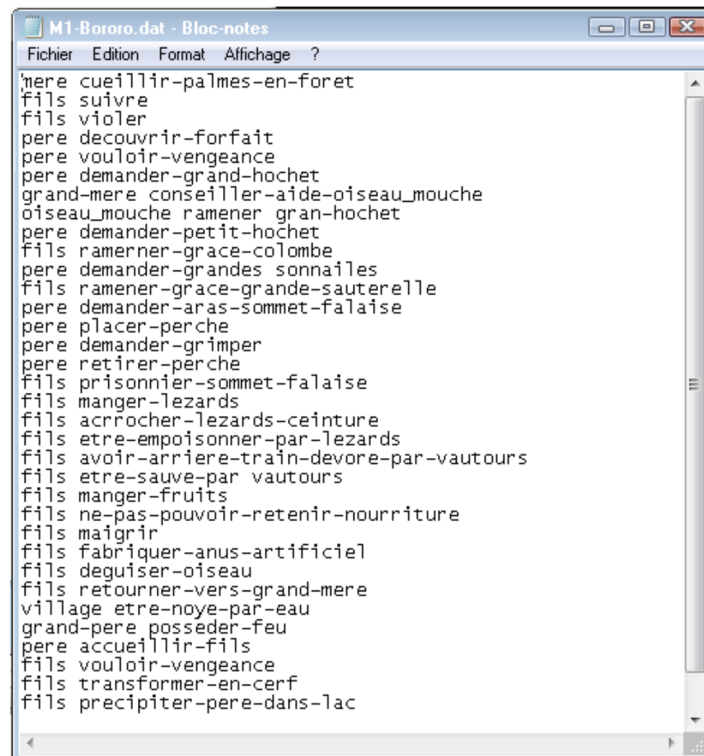 M1-Bororo.dat - Bloc-notes
Fichier Edition Format Affichage ?
mere cueillir-palmes-en-foret
fils suivre
fils violer
pere decouvrir-forfait
pere vouloir-vengeance
pere demander-grand-hochet
grand-mere conseiller-aide-oiseau_mouche
oiseau_mouche ramener gran-hochet
pere demander-petit-hochet
fils ramerner-grace-colombe
pere demander-grandes sonnailes
fils ramener-grace-grande-sauterelle
pere demander-aras-sommet-falaise
pere placer-perche
pere demander-grimper
pere retirer-perche
fils prisonnier-sommet-falaise
fils manger-lezards
fils acrrocher-lezards-ceinture
fils etre-empoisonner-par-lezards
fils avoir-arriere-train-devore-par-vautours
fils etre-sauve-par vautours
fils manger-fruits
fils ne-pas-pouvoir-retenir-nourriture
fils maigrir
fils fabriquer-anus-artificiel
fils deguiser-oiseau
fils retourner-vers-grand-mere
village etre-noye-par-eau
grand-pere posseder-feu
pere accueillir-fils
fils vouloir-vengeance
fils transformer-en-cerf
fils precipiter-pere-dans-lac